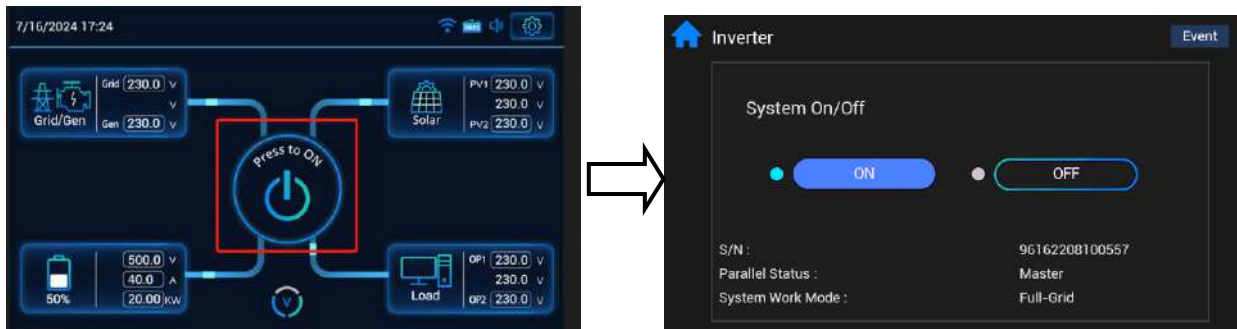 7/16/2024 17:24
Grid 230.0 V
V
Grid/Gen
Gen 230.0 V
PV1 230.0 V
230.0 V
Solar
PV2 230.0 V
Press to ON
500.0 V
40.0 A
50%
20.00 KW
V
OP1 230.0 V
230.0 V
Load
OP2 230.0 V
Inverter
Event
System On/Off
ON
OFF
S/N : 96162208100557
Parallel Status : Master
System Work Mode : Full-Grid